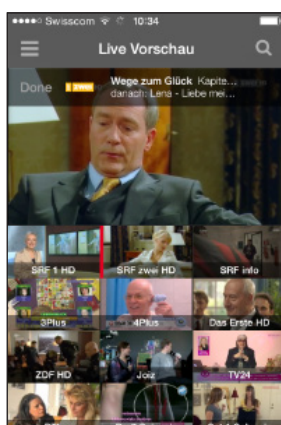 Swisscom 10:34
Live Vorschau
Done zwei Wege zum Glück Kapite...
danach: Lena - Liebe mei...
SRF 1 HD SRF zwei HD SRF info
3Plus 4Plus Das Erste HD
ZDF HD Joiz TV24